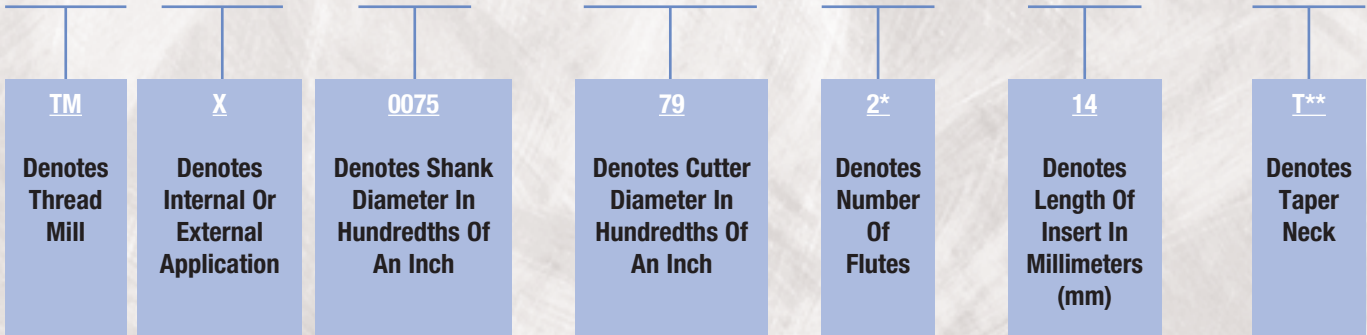 TM
Denotes
Thread
Mill
X
Denotes
Internal Or
External
Application
0075
Denotes Shank
Diameter In
Hundredths Of
An Inch
79
Denotes Cutter
Diameter In
Hundredths Of
An Inch
2*
Denotes
Number
Of
Flutes
14
Denotes
Length Of
Insert In
Millimeters
(mm)
T**
Denotes
Taper
Neck